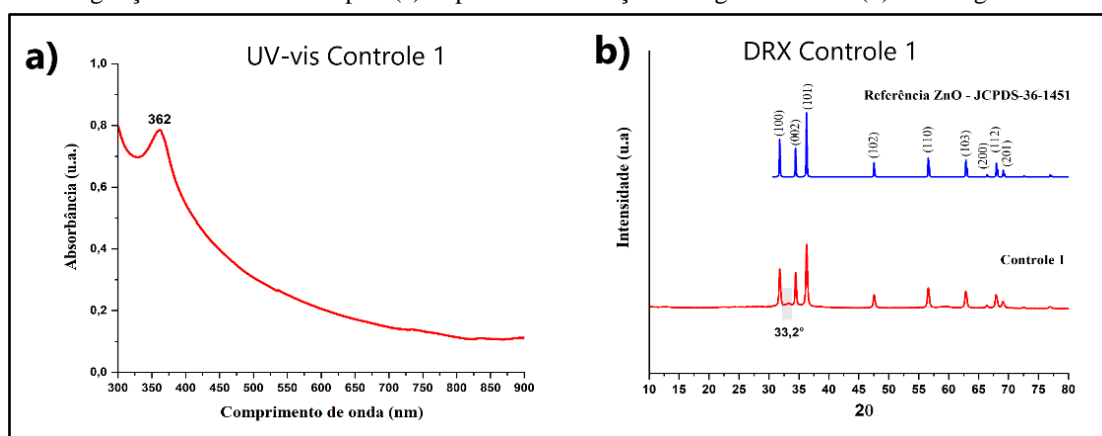 a)
UV-vis Controle 1
362
Absorbância (u.a.)
1,0
0,8
0,6
0,4
0,2
0,0
300 350 400 450 500 550 600 650 700 750 800 850 900
Comprimento de onda (nm)
b)
DRX Controle 1
Referência ZnO - JCPDS-36-1451
(100)
(002)
(101)
(102)
(110)
(103)
(200)
(112)
(201)
Intensidade (u.a)
Controle 1
33,2°
10 15 20 25 30 35 40 45 50 55 60 65 70 75 80
2θ